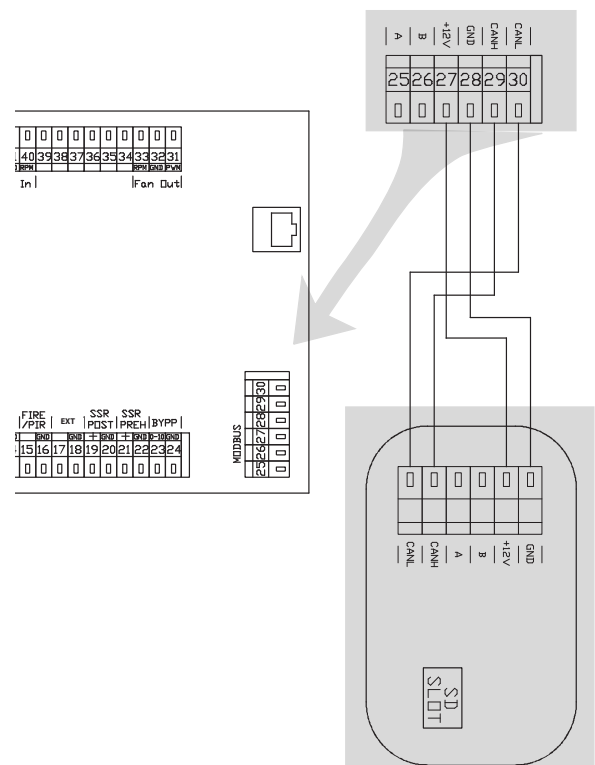 A | B | +12V | GND | CANH | CANL
25 26 27 28 29 30
40 39 38 37 36 35 34 33 32 31
RPM RPM GND PWM
In | |Fan Out|
30
29
28
27
26
25
MODBUS
FIRE /PIR | EXT | SSR POST | SSR PREH | BYPP
GND GND + GND + GND 0-10 GND
15 16 17 18 19 20 21 22 23 24
CANL | CANH | A | B | +12V | GND
SD
SLOT